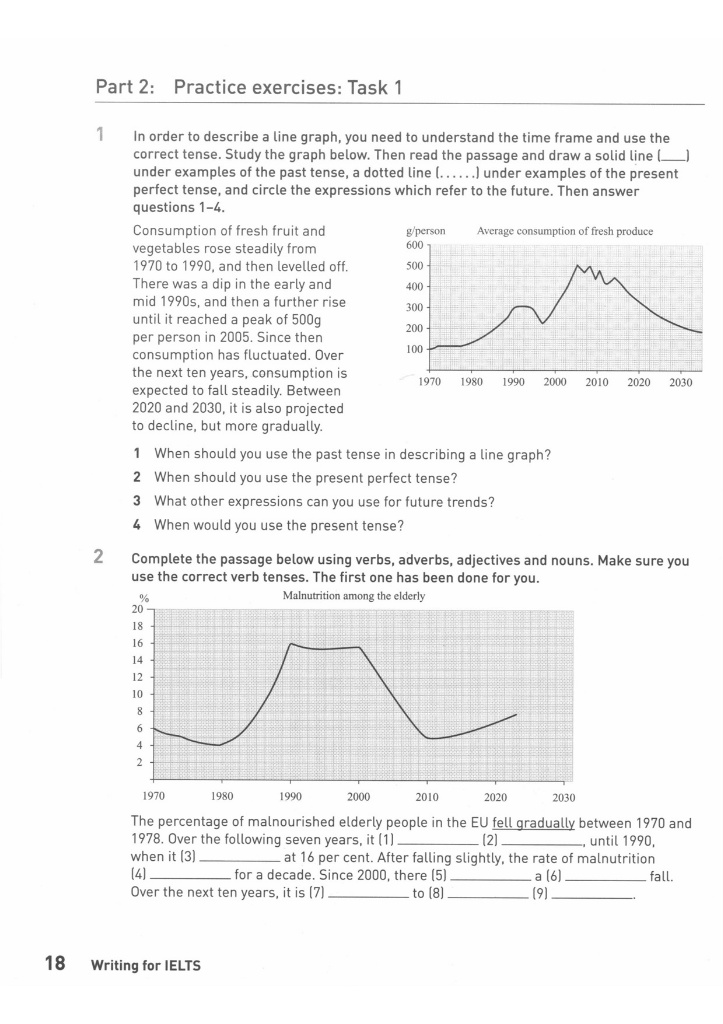 Part 2: Practice exercises: Task 1
1 In order to describe a line graph, you need to understand the time frame and use the
correct tense. Study the graph below. Then read the passage and draw a solid line (___)
under examples of the past tense, a dotted line (......) under examples of the present
perfect tense, and circle the expressions which refer to the future. Then answer
questions 1–4.
Consumption of fresh fruit and
vegetables rose steadily from
1970 to 1990, and then levelled off.
There was a dip in the early and
mid 1990s, and then a further rise
until it reached a peak of 500g
per person in 2005. Since then
consumption has fluctuated. Over
the next ten years, consumption is
expected to fall steadily. Between
2020 and 2030, it is also projected
to decline, but more gradually.
g/person Average consumption of fresh produce
600
500
400
300
200
100
1970 1980 1990 2000 2010 2020 2030
1 When should you use the past tense in describing a line graph?
2 When should you use the present perfect tense?
3 What other expressions can you use for future trends?
4 When would you use the present tense?
2 Complete the passage below using verbs, adverbs, adjectives and nouns. Make sure you
use the correct verb tenses. The first one has been done for you.
% Malnutrition among the elderly
20
18
16
14
12
10
8
6
4
2
1970 1980 1990 2000 2010 2020 2030
The percentage of malnourished elderly people in the EU fell gradually between 1970 and
1978. Over the following seven years, it (1) __________ (2) __________, until 1990,
when it (3) __________ at 16 per cent. After falling slightly, the rate of malnutrition
(4) __________ for a decade. Since 2000, there (5) __________ a (6) __________ fall.
Over the next ten years, it is (7) __________ to (8) __________ (9) __________.
18 Writing for IELTS